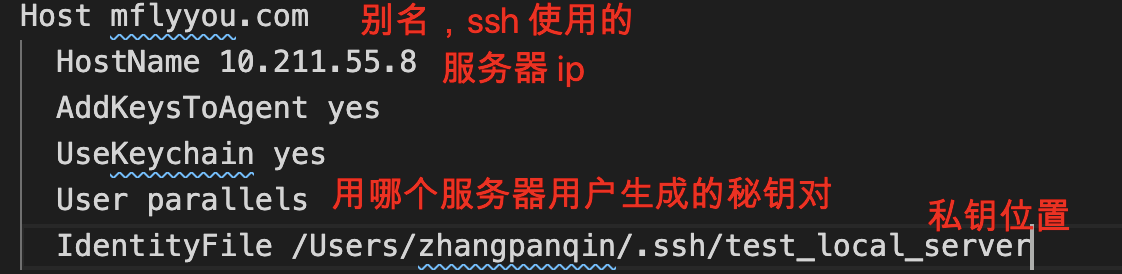 Host mflyyou.com 别名，ssh 使用的
HostName 10.211.55.8 服务器 ip
AddKeysToAgent yes
UseKeychain yes
User parallels 用哪个服务器用户生成的秘钥对
私钥位置
IdentityFile /Users/zhangpanqin/.ssh/test_local_server